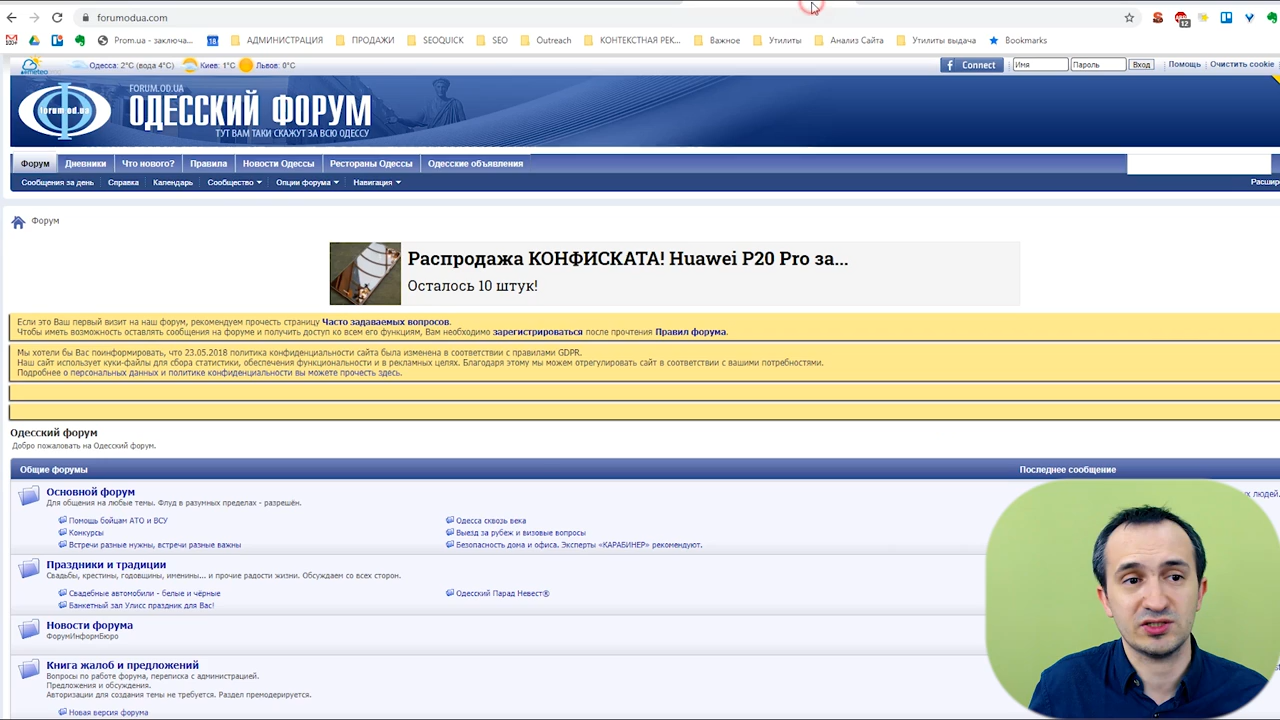 forumodua.com
12
100+
Prom.ua - заключа...
18
АДМИНИСТРАЦИЯ
ПРОДАЖИ
SEOQUICK
SEO
Outreach
КОНТЕКСТНАЯ РЕК...
Важное
Утилиты
Анализ Сайта
Утилиты выдача
Bookmarks
meteo
Одесса: 2°C (вода 4°C)
Киев: 1°C
Львов: 0°C
f Connect
Имя
Пароль
Вход
Помощь
Очистить cookie
forum.od.ua
FORUM.OD.UA
ОДЕССКИЙ ФОРУМ
ТУТ ВАМ ТАКИ СКАЖУТ ЗА ВСЮ ОДЕССУ
Форум
Дневники
Что нового?
Правила
Новости Одессы
Рестораны Одессы
Одесские объявления
Сообщения за день
Справка
Календарь
Сообщество
Опции форума
Навигация
Расшир
Форум
Распродажа КОНФИСКАТА! Huawei P20 Pro за...
Осталось 10 штук!
Если это Ваш первый визит на наш форум, рекомендуем прочесть страницу Часто задаваемых вопросов.
Чтобы иметь возможность оставлять сообщения на форуме и получить доступ ко всем его функциям, Вам необходимо зарегистрироваться после прочтения Правил форума.
Мы хотели бы Вас поинформировать, что 23.05.2018 политика конфиденциальности сайта была изменена в соответствии с правилами GDPR.
Наш сайт использует куки-файлы для сбора статистики, обеспечения функциональности и в рекламных целях. Благодаря этому мы можем отрегулировать сайт в соответствии с вашими потребностями.
Подробнее о персональных данных и политике конфиденциальности вы можете прочесть здесь.
Одесский форум
Добро пожаловать на Одесский форум.
Общие форумы
Последнее сообщение
Основной форум
Для общения на любые темы. Флуд в разумных пределах - разрешён.
х людей.
Помощь бойцам АТО и ВСУ
Одесса сквозь века
Конкурсы
Выезд за рубеж и визовые вопросы
Встречи разные нужны, встречи разные важны
Безопасность дома и офиса. Эксперты «КАРАБИНЕР» рекомендуют.
Праздники и традиции
Свадьбы, крестины, годовщины, именины... и прочие радости жизни. Обсуждаем со всех сторон.
Свадебные автомобили - белые и чёрные
Одесский Парад Невест®
Банкетный зал Улисс праздник для Вас!
Новости форума
ФорумИнформБюро
Книга жалоб и предложений
Вопросы по работе форума, переписка с администрацией.
Предложения и обсуждения.
Авторизации для создания темы не требуется. Раздел премодерируется.
Новая версия форума